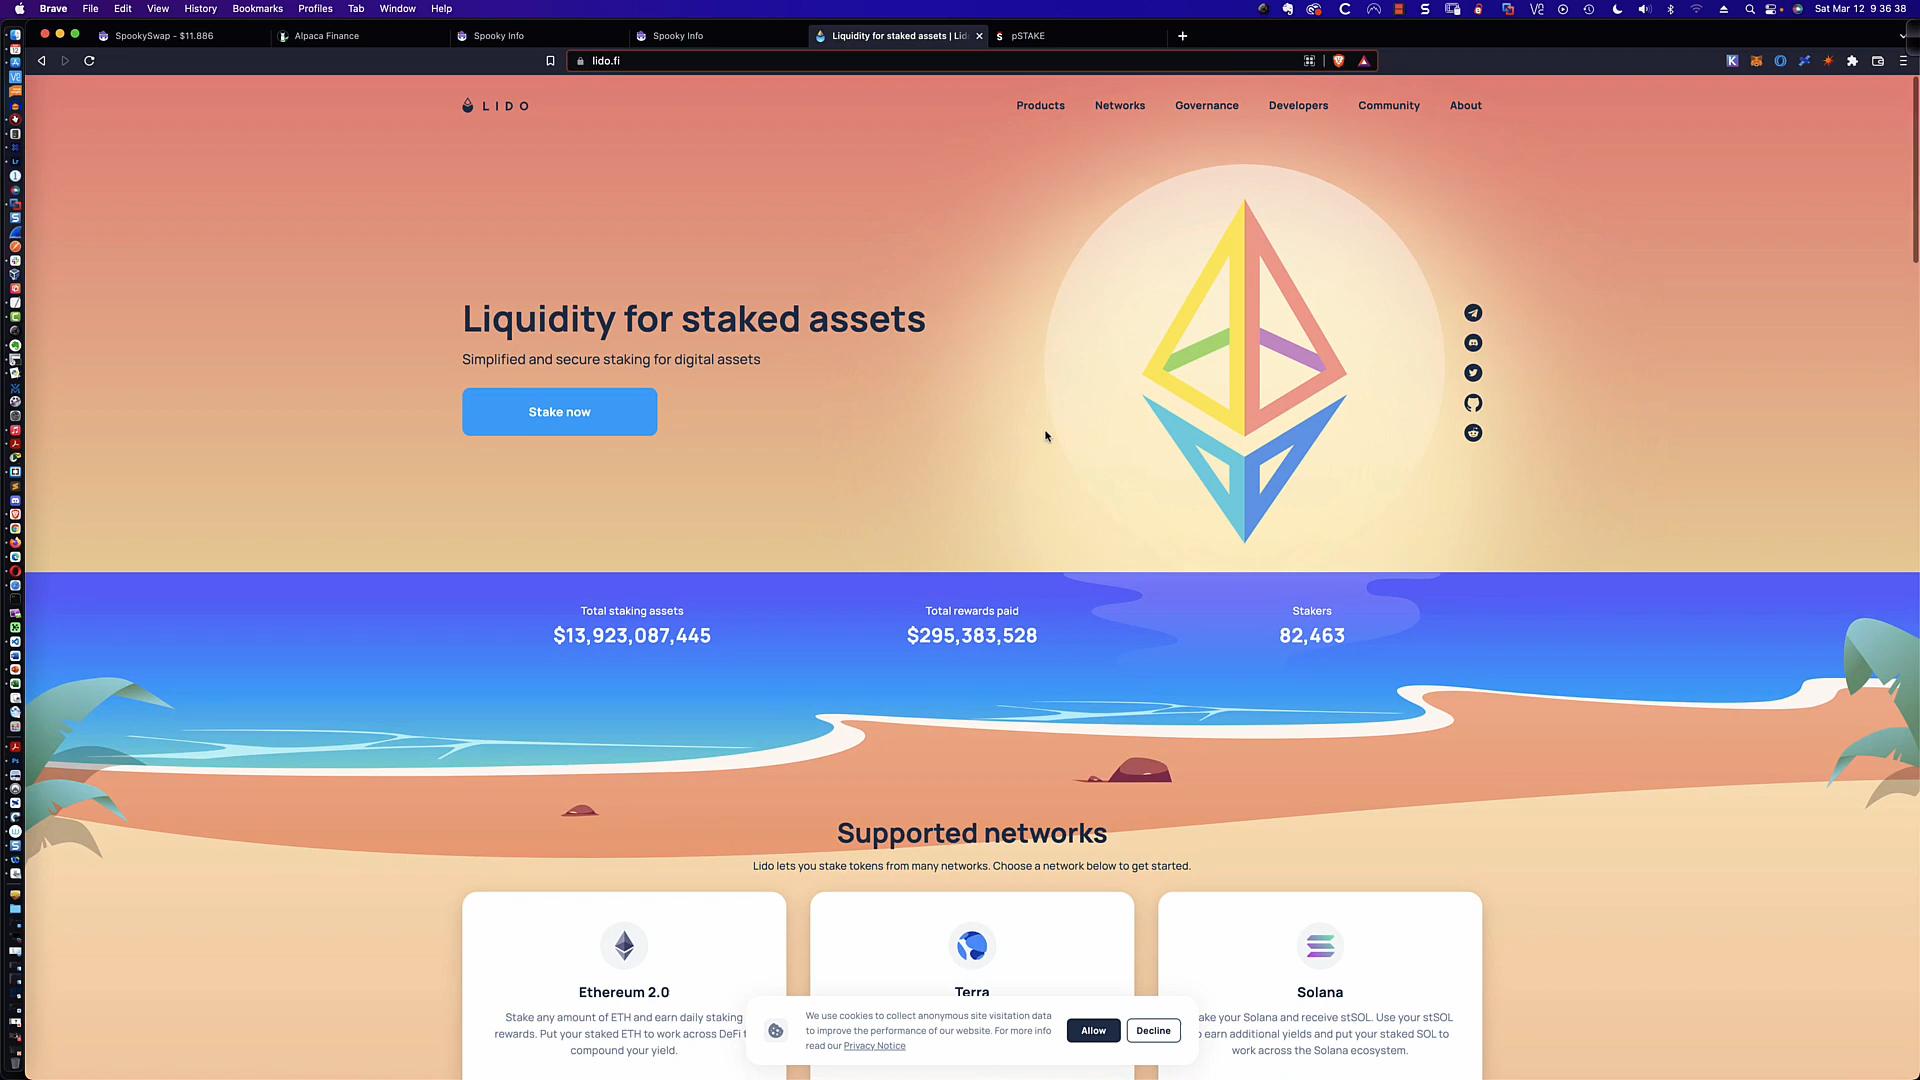 Brave File Edit View History Bookmarks Profiles Tab Window Help Sat Mar 12 9 36 38
SpookySwap - $11.886 Alpaca Finance Spooky Info Spooky Info Liquidity for staked assets | Lid pSTAKE
lido.fi
LIDO
Products Networks Governance Developers Community About
Liquidity for staked assets
Simplified and secure staking for digital assets
Stake now
Total staking assets Total rewards paid Stakers
$13,923,087,445 $295,383,528 82,463
Supported networks
Lido lets you stake tokens from many networks. Choose a network below to get started.
Ethereum 2.0
Stake any amount of ETH and earn daily staking
rewards. Put your staked ETH to work across DeFi
compound your yield.
Terra
Solana
ake your Solana and receive stSOL. Use your stSOL
earn additional yields and put your staked SOL to
work across the Solana ecosystem.
We use cookies to collect anonymous site visitation data
to improve the performance of our website. For more info
read our Privacy Notice
Allow Decline